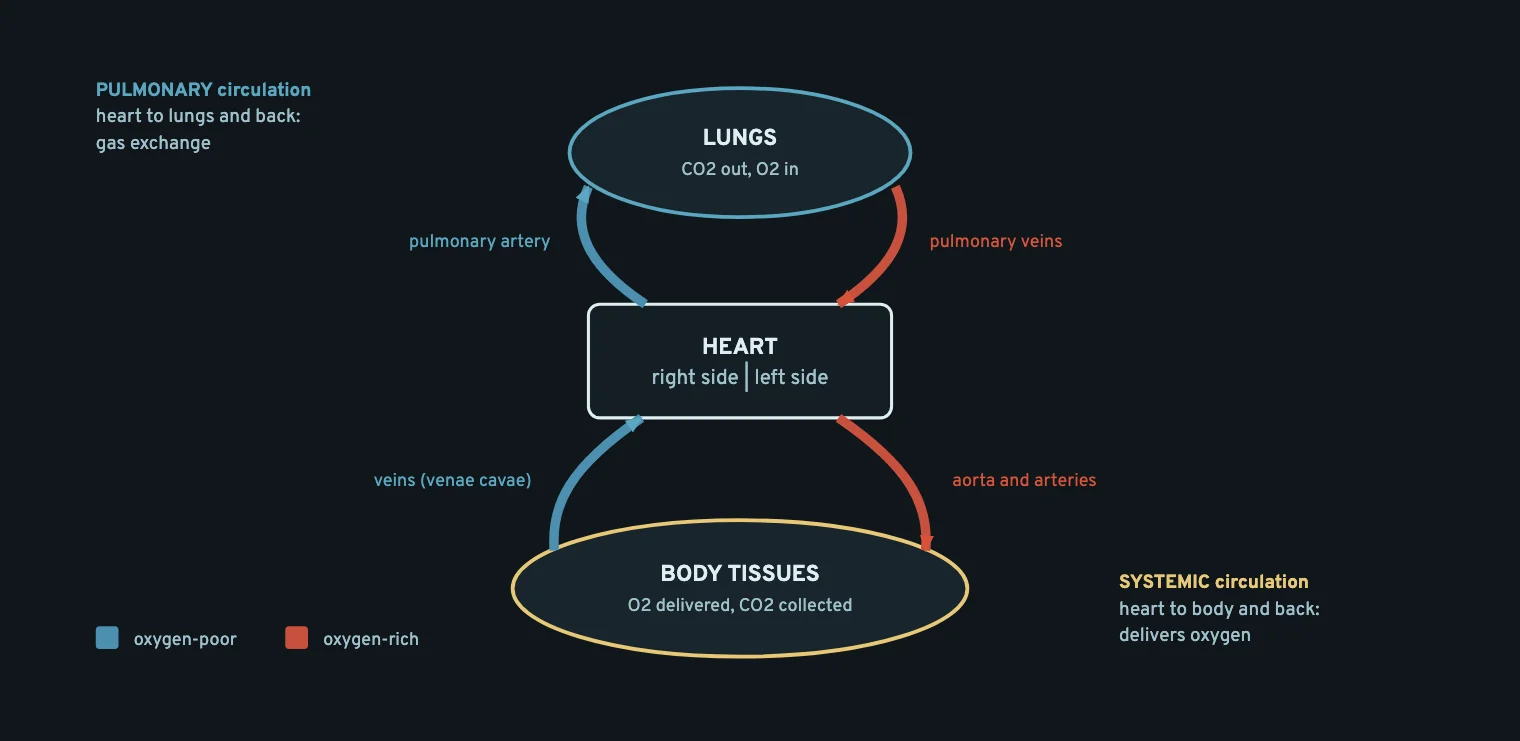 PULMONARY circulation
heart to lungs and back:
gas exchange
LUNGS
CO2 out, O2 in
pulmonary artery
pulmonary veins
HEART
right side | left side
veins (venae cavae)
aorta and arteries
BODY TISSUES
O2 delivered, CO2 collected
SYSTEMIC circulation
heart to body and back:
delivers oxygen
oxygen-poor
oxygen-rich